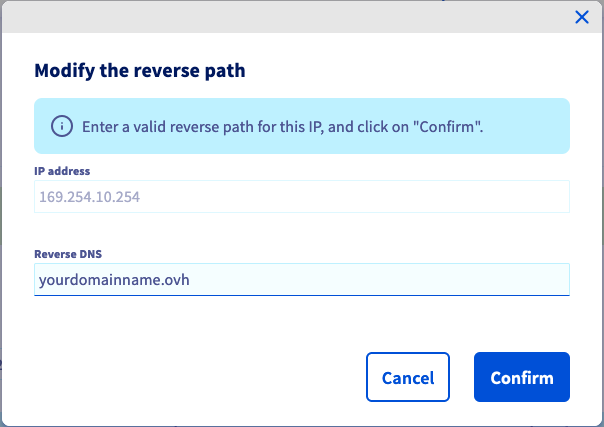 Modify the reverse path
Enter a valid reverse path for this IP, and click on "Confirm".
IP address
169.254.10.254
Reverse DNS
yourdomainname.ovh
Cancel
Confirm